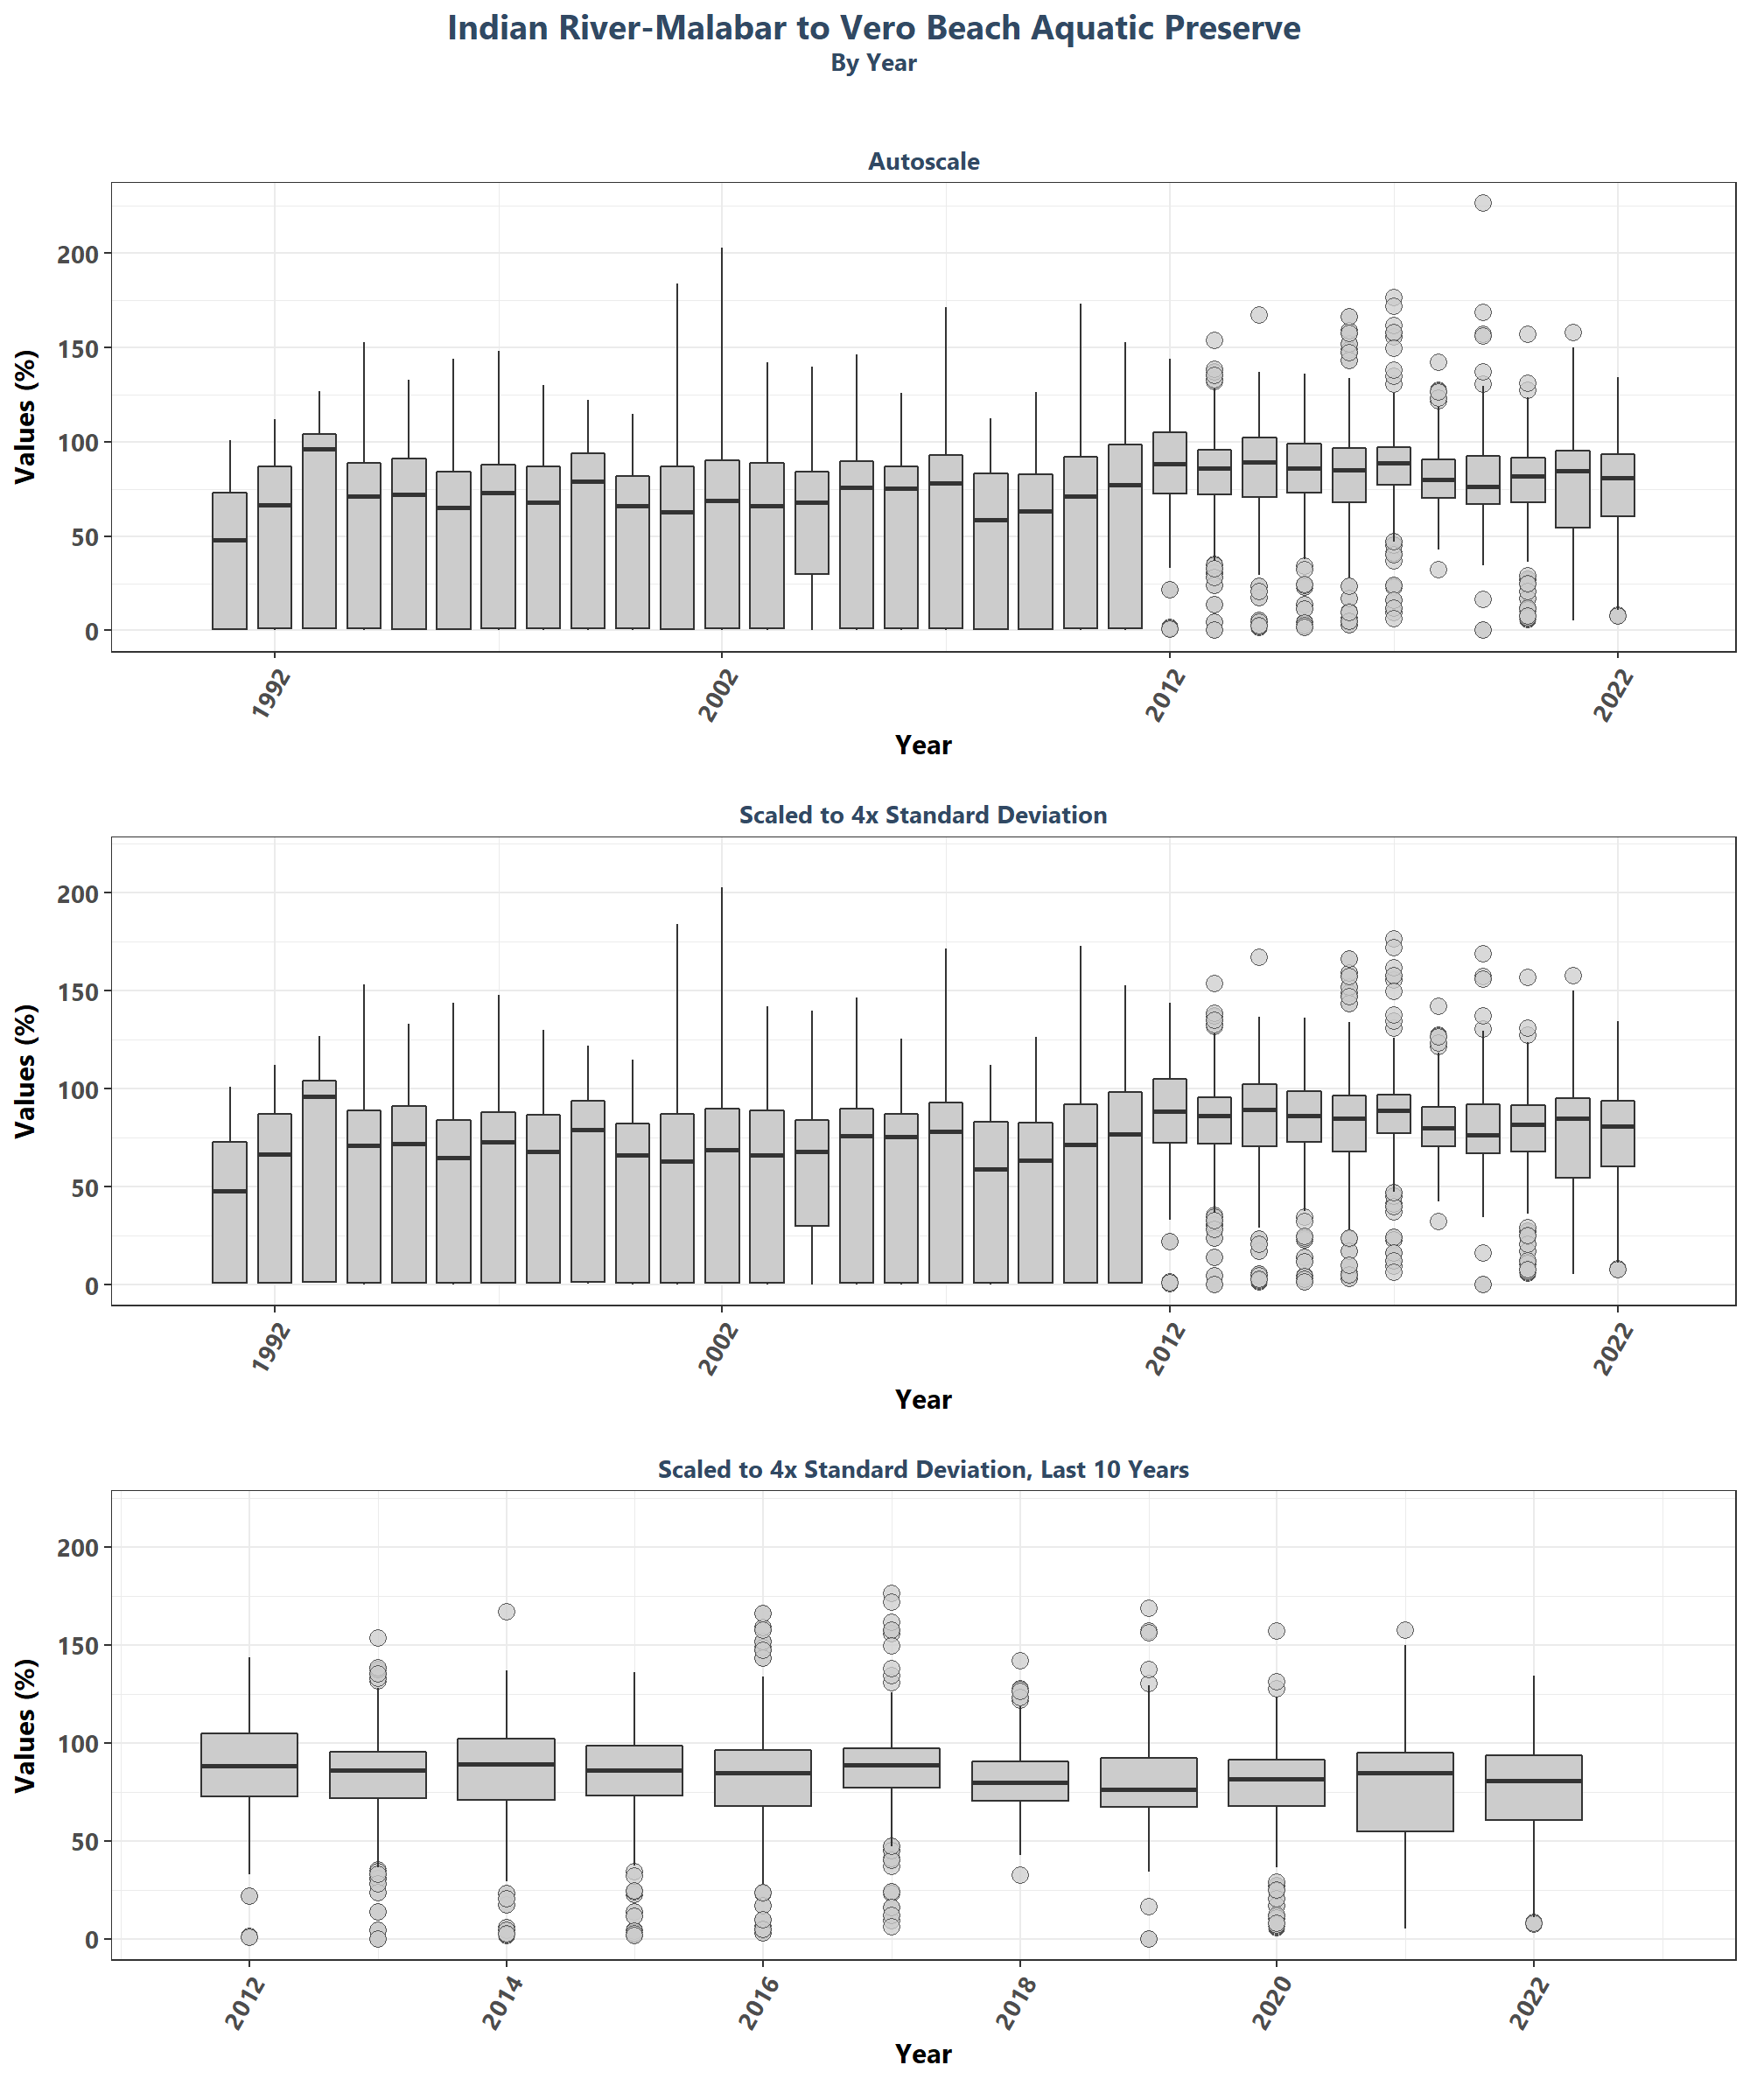 Indian River-Malabar to Vero Beach Aquatic Preserve
By Year
Autoscale
Values (%)
200
150
100
50
0
1992
2002
2012
2022
Year
Scaled to 4x Standard Deviation
Values (%)
200
150
100
50
0
1992
2002
2012
2022
Year
Scaled to 4x Standard Deviation, Last 10 Years
Values (%)
200
150
100
50
0
2012
2014
2016
2018
2020
2022
Year